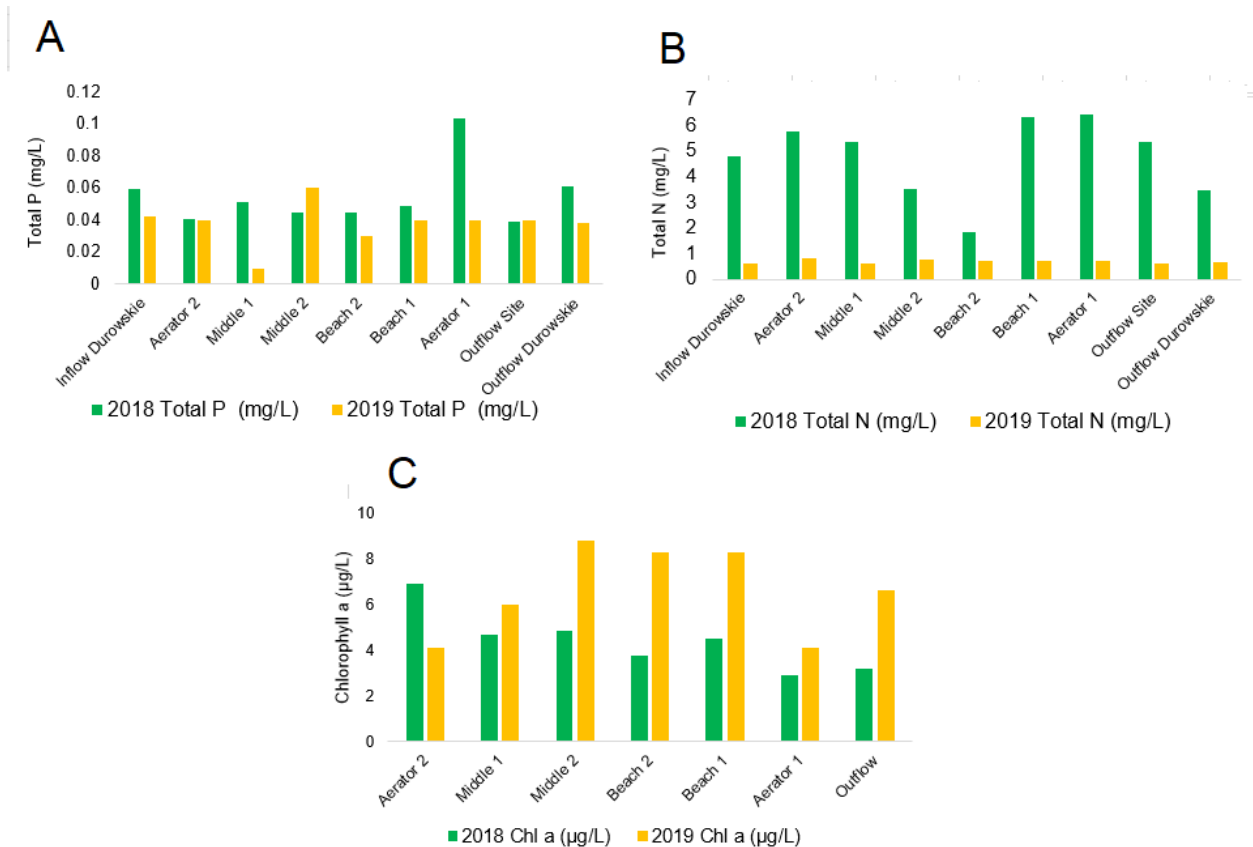 A
Total P (mg/L)
0.12
0.1
0.08
0.06
0.04
0.02
0
Inflow Durowskie
Aerator 2
Middle 1
Middle 2
Beach 2
Beach 1
Aerator 1
Outflow Site
Outflow Durowskie
2018 Total P (mg/L)
2019 Total P (mg/L)
B
Total N (mg/L)
7
6
5
4
3
2
1
0
Inflow Durowskie
Aerator 2
Middle 1
Middle 2
Beach 2
Beach 1
Aerator 1
Outflow Site
Outflow Durowskie
2018 Total N (mg/L)
2019 Total N (mg/L)
C
Chlorophyll a (µg/L)
10
8
6
4
2
0
Aerator 2
Middle 1
Middle 2
Beach 2
Beach 1
Aerator 1
Outflow
2018 Chl a (µg/L)
2019 Chl a (µg/L)